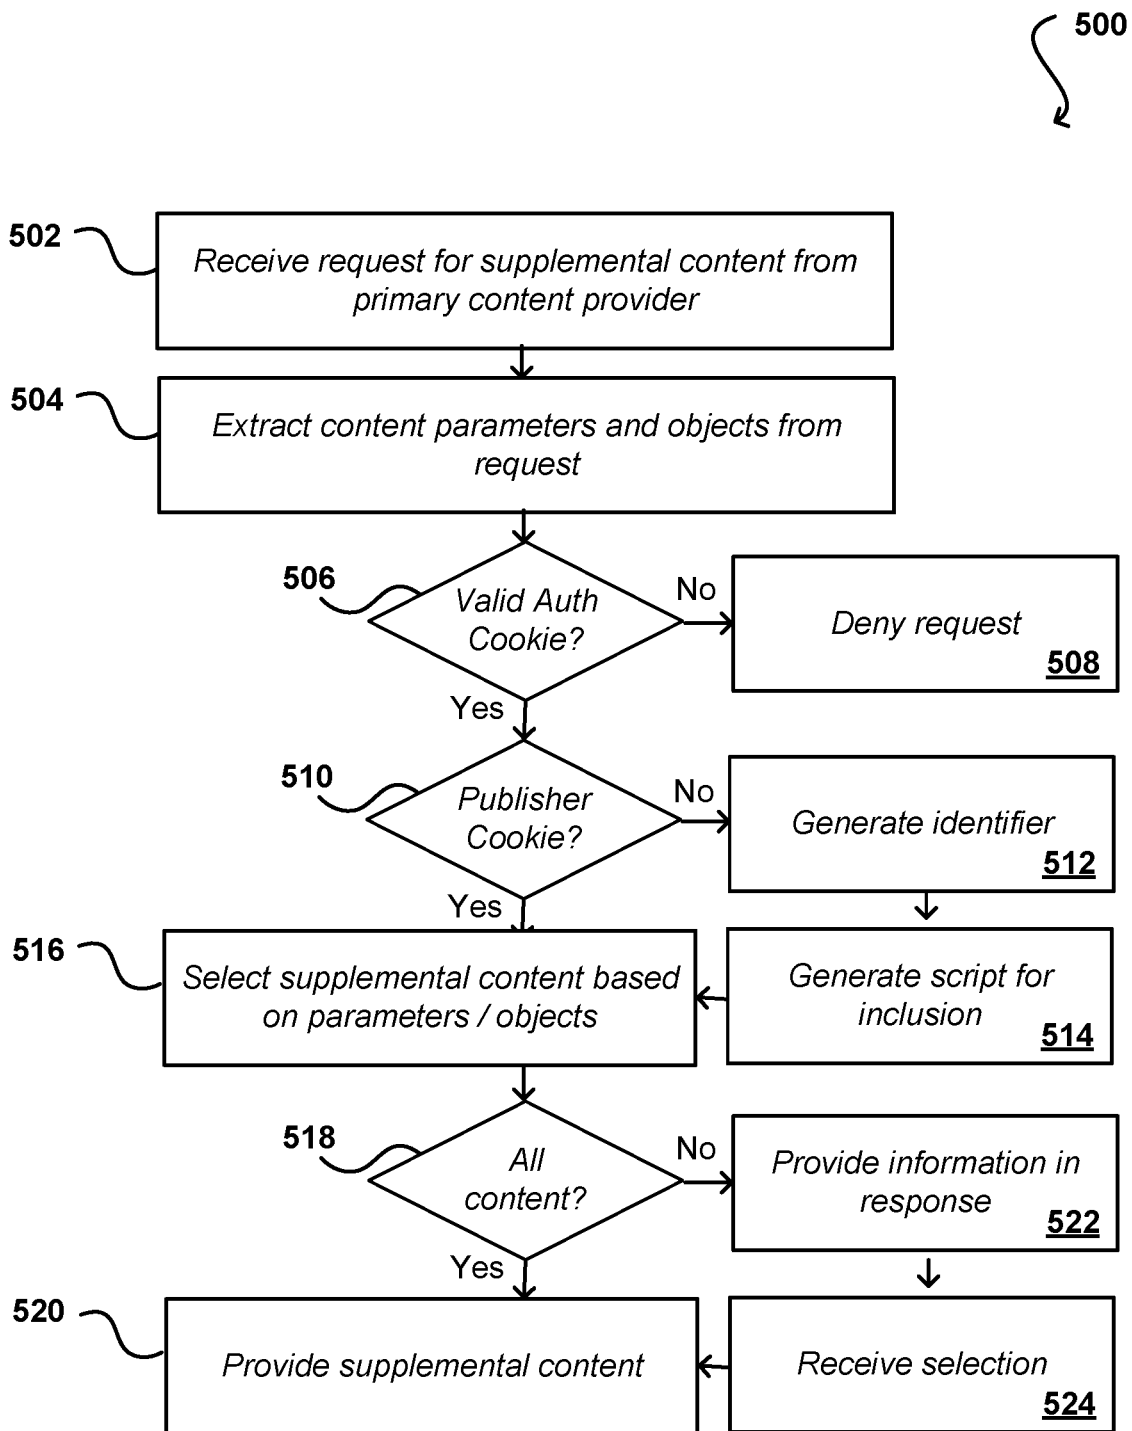 500
502
Receive request for supplemental content from
primary content provider
504
Extract content parameters and objects from
request
506
Valid Auth
Cookie?
No
Deny request
508
Yes
510
Publisher
Cookie?
No
Generate identifier
512
Yes
516
Select supplemental content based
on parameters / objects
Generate script for
inclusion
514
518
All
content?
No
Provide information in
response
522
Yes
520
Provide supplemental content
Receive selection
524